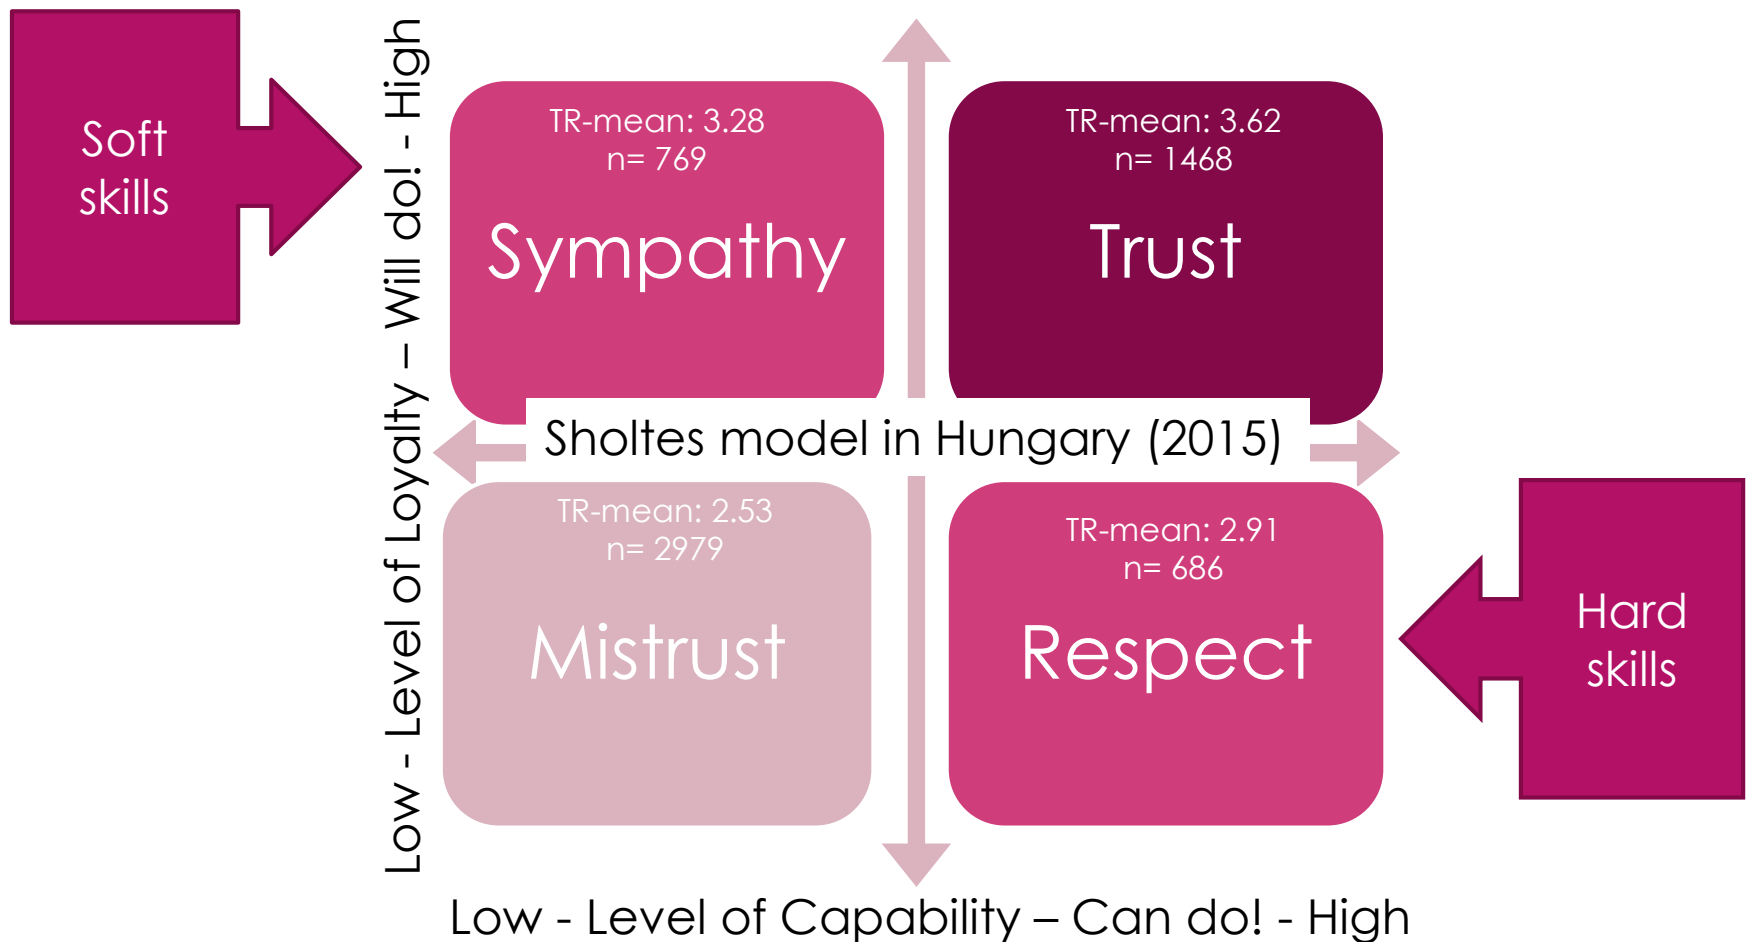 Soft
skills
Low - Level of Loyalty – Will do! - High
TR-mean: 3.28
n= 769
Sympathy
TR-mean: 3.62
n= 1468
Trust
Sholtes model in Hungary (2015)
TR-mean: 2.53
n= 2979
Mistrust
TR-mean: 2.91
n= 686
Respect
Hard
skills
Low - Level of Capability – Can do! - High